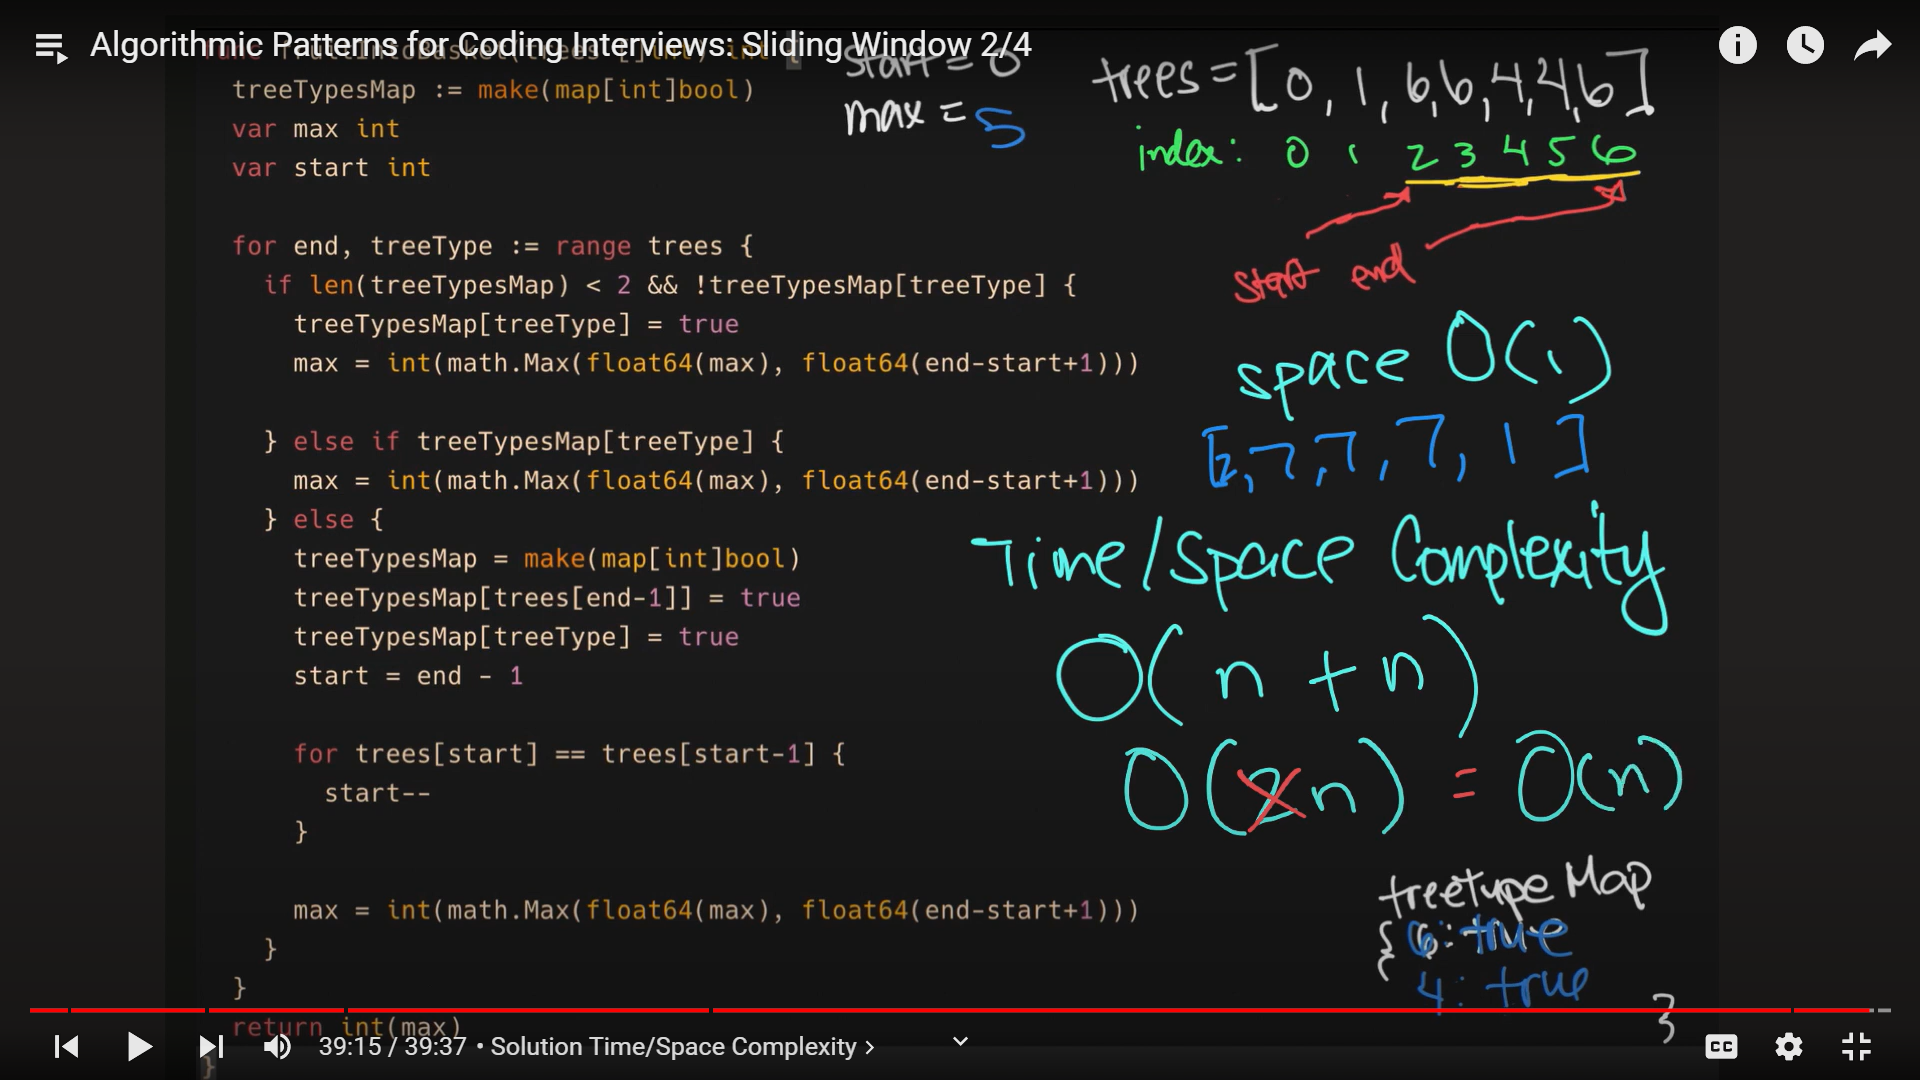 Algorithmic Patterns for Coding Interviews: Sliding Window 2/4
treeTypesMap := make(map[int]bool)
var max int
var start int
for end, treeType := range trees {
if len(treeTypesMap) < 2 && !treeTypesMap[treeType] {
treeTypesMap[treeType] = true
max = int(math.Max(float64(max), float64(end-start+1)))
} else if treeTypesMap[treeType] {
max = int(math.Max(float64(max), float64(end-start+1)))
} else {
treeTypesMap = make(map[int]bool)
treeTypesMap[trees[end-1]] = true
treeTypesMap[treeType] = true
start = end - 1
for trees[start] == trees[start-1] {
start--
}
max = int(math.Max(float64(max), float64(end-start+1)))
}
}
return int(max)
}
start = 0
max = 5
trees = [0, 1, 6, 6, 4, 4, 6]
index: 0 1 2 3 4 5 6
start end
space O(1)
[2, 7, 7, 7, 1]
Time/Space Complexity
O(n + n)
O(2n) = O(n)
treetype Map
{ 6: true
4: true
}
39:15 / 39:37 • Solution Time/Space Complexity
CC